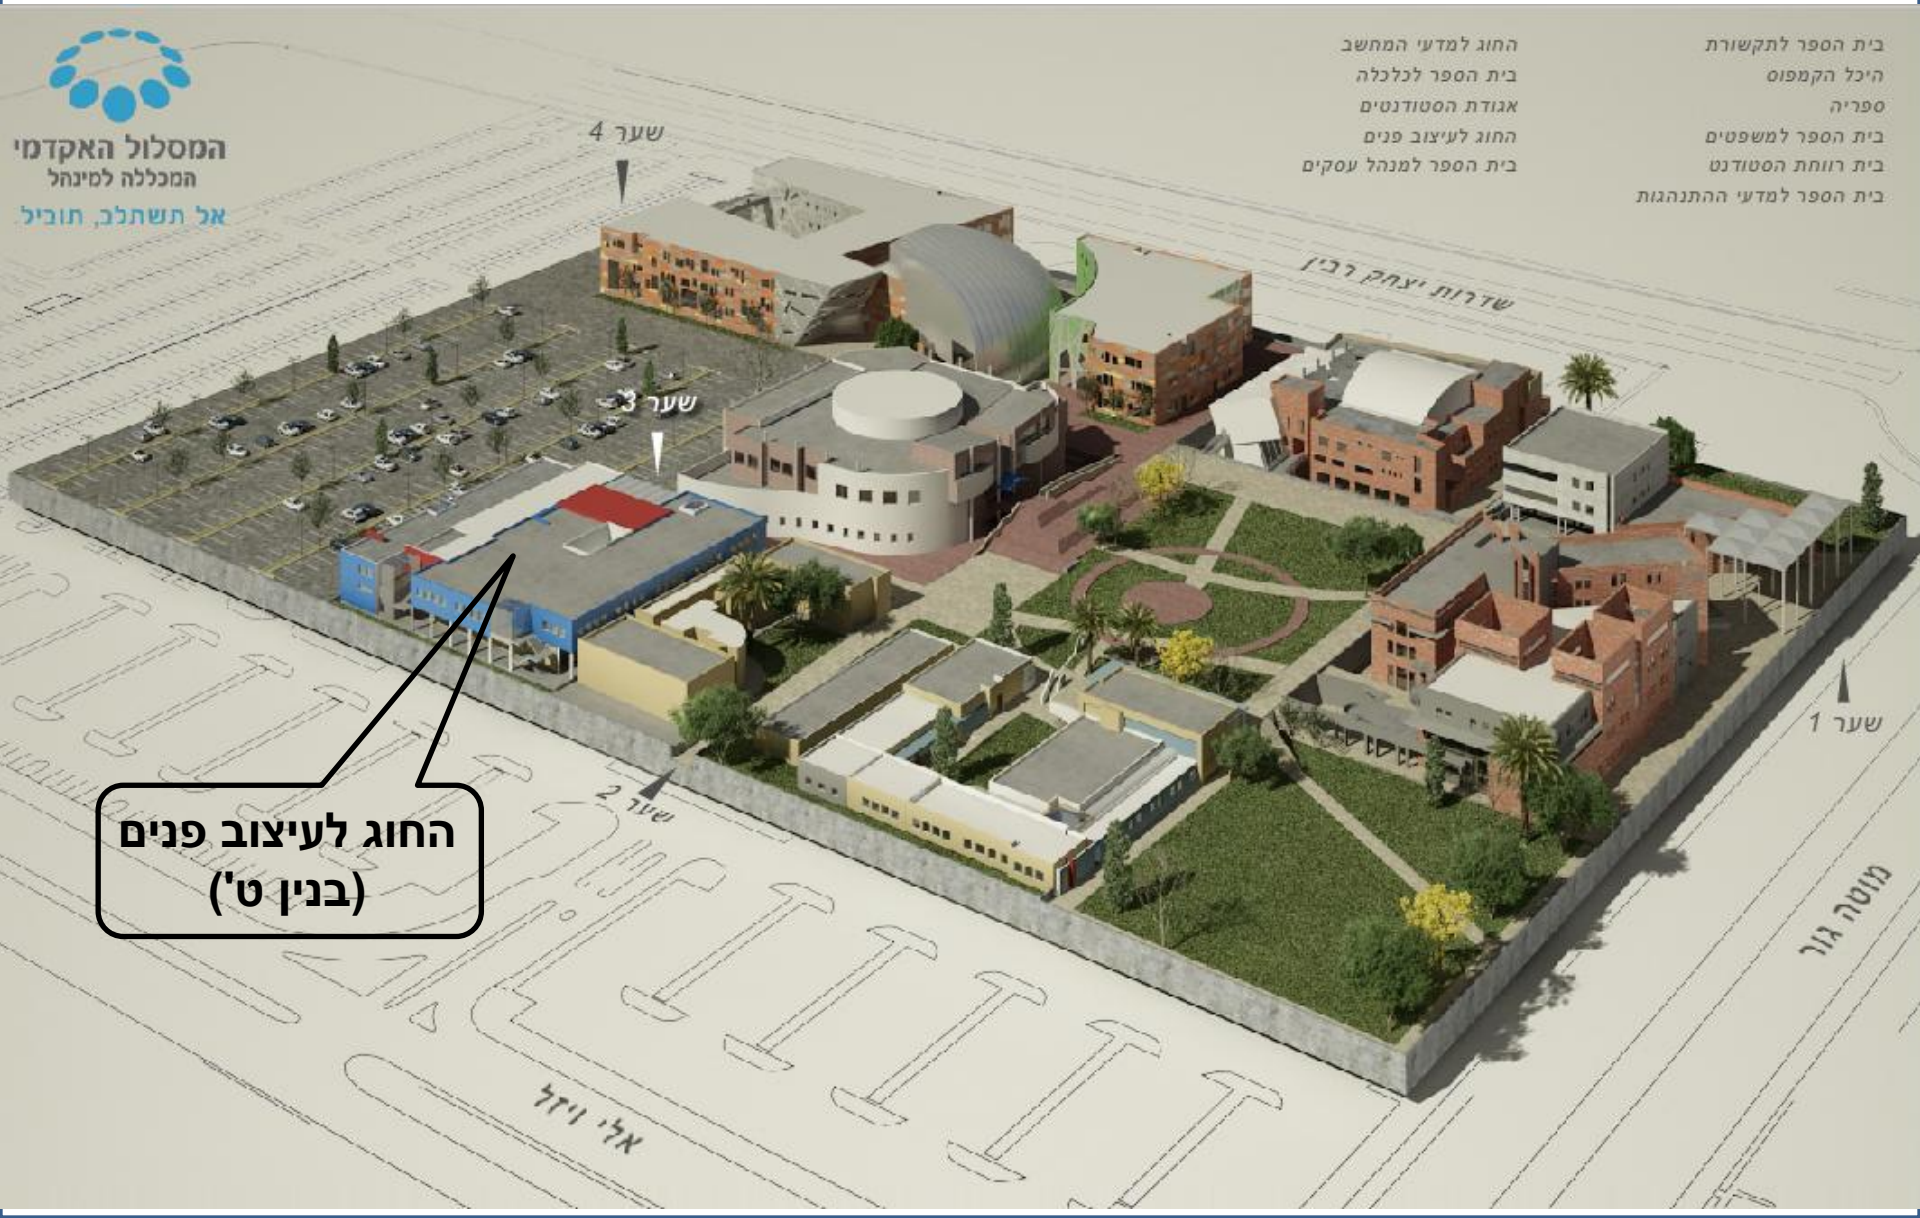 המסלול האקדמי
המכללה למינהל
אל תשתלב, תוביל.
בית הספר לתקשורת
היכל הקמפוס
ספריה
בית הספר למשפטים
בית רווחת הסטודנט
בית הספר למדעי ההתנהגות
החוג למדעי המחשב
בית הספר לכלכלה
אגודת הסטודנטים
החוג לעיצוב פנים
בית הספר למנהל עסקים
שער 4
שדרות יצחק רבין
שער 3
שער 1
שער 2
החוג לעיצוב פנים
(בנין ט')
מוטה גור
אלי ויזל